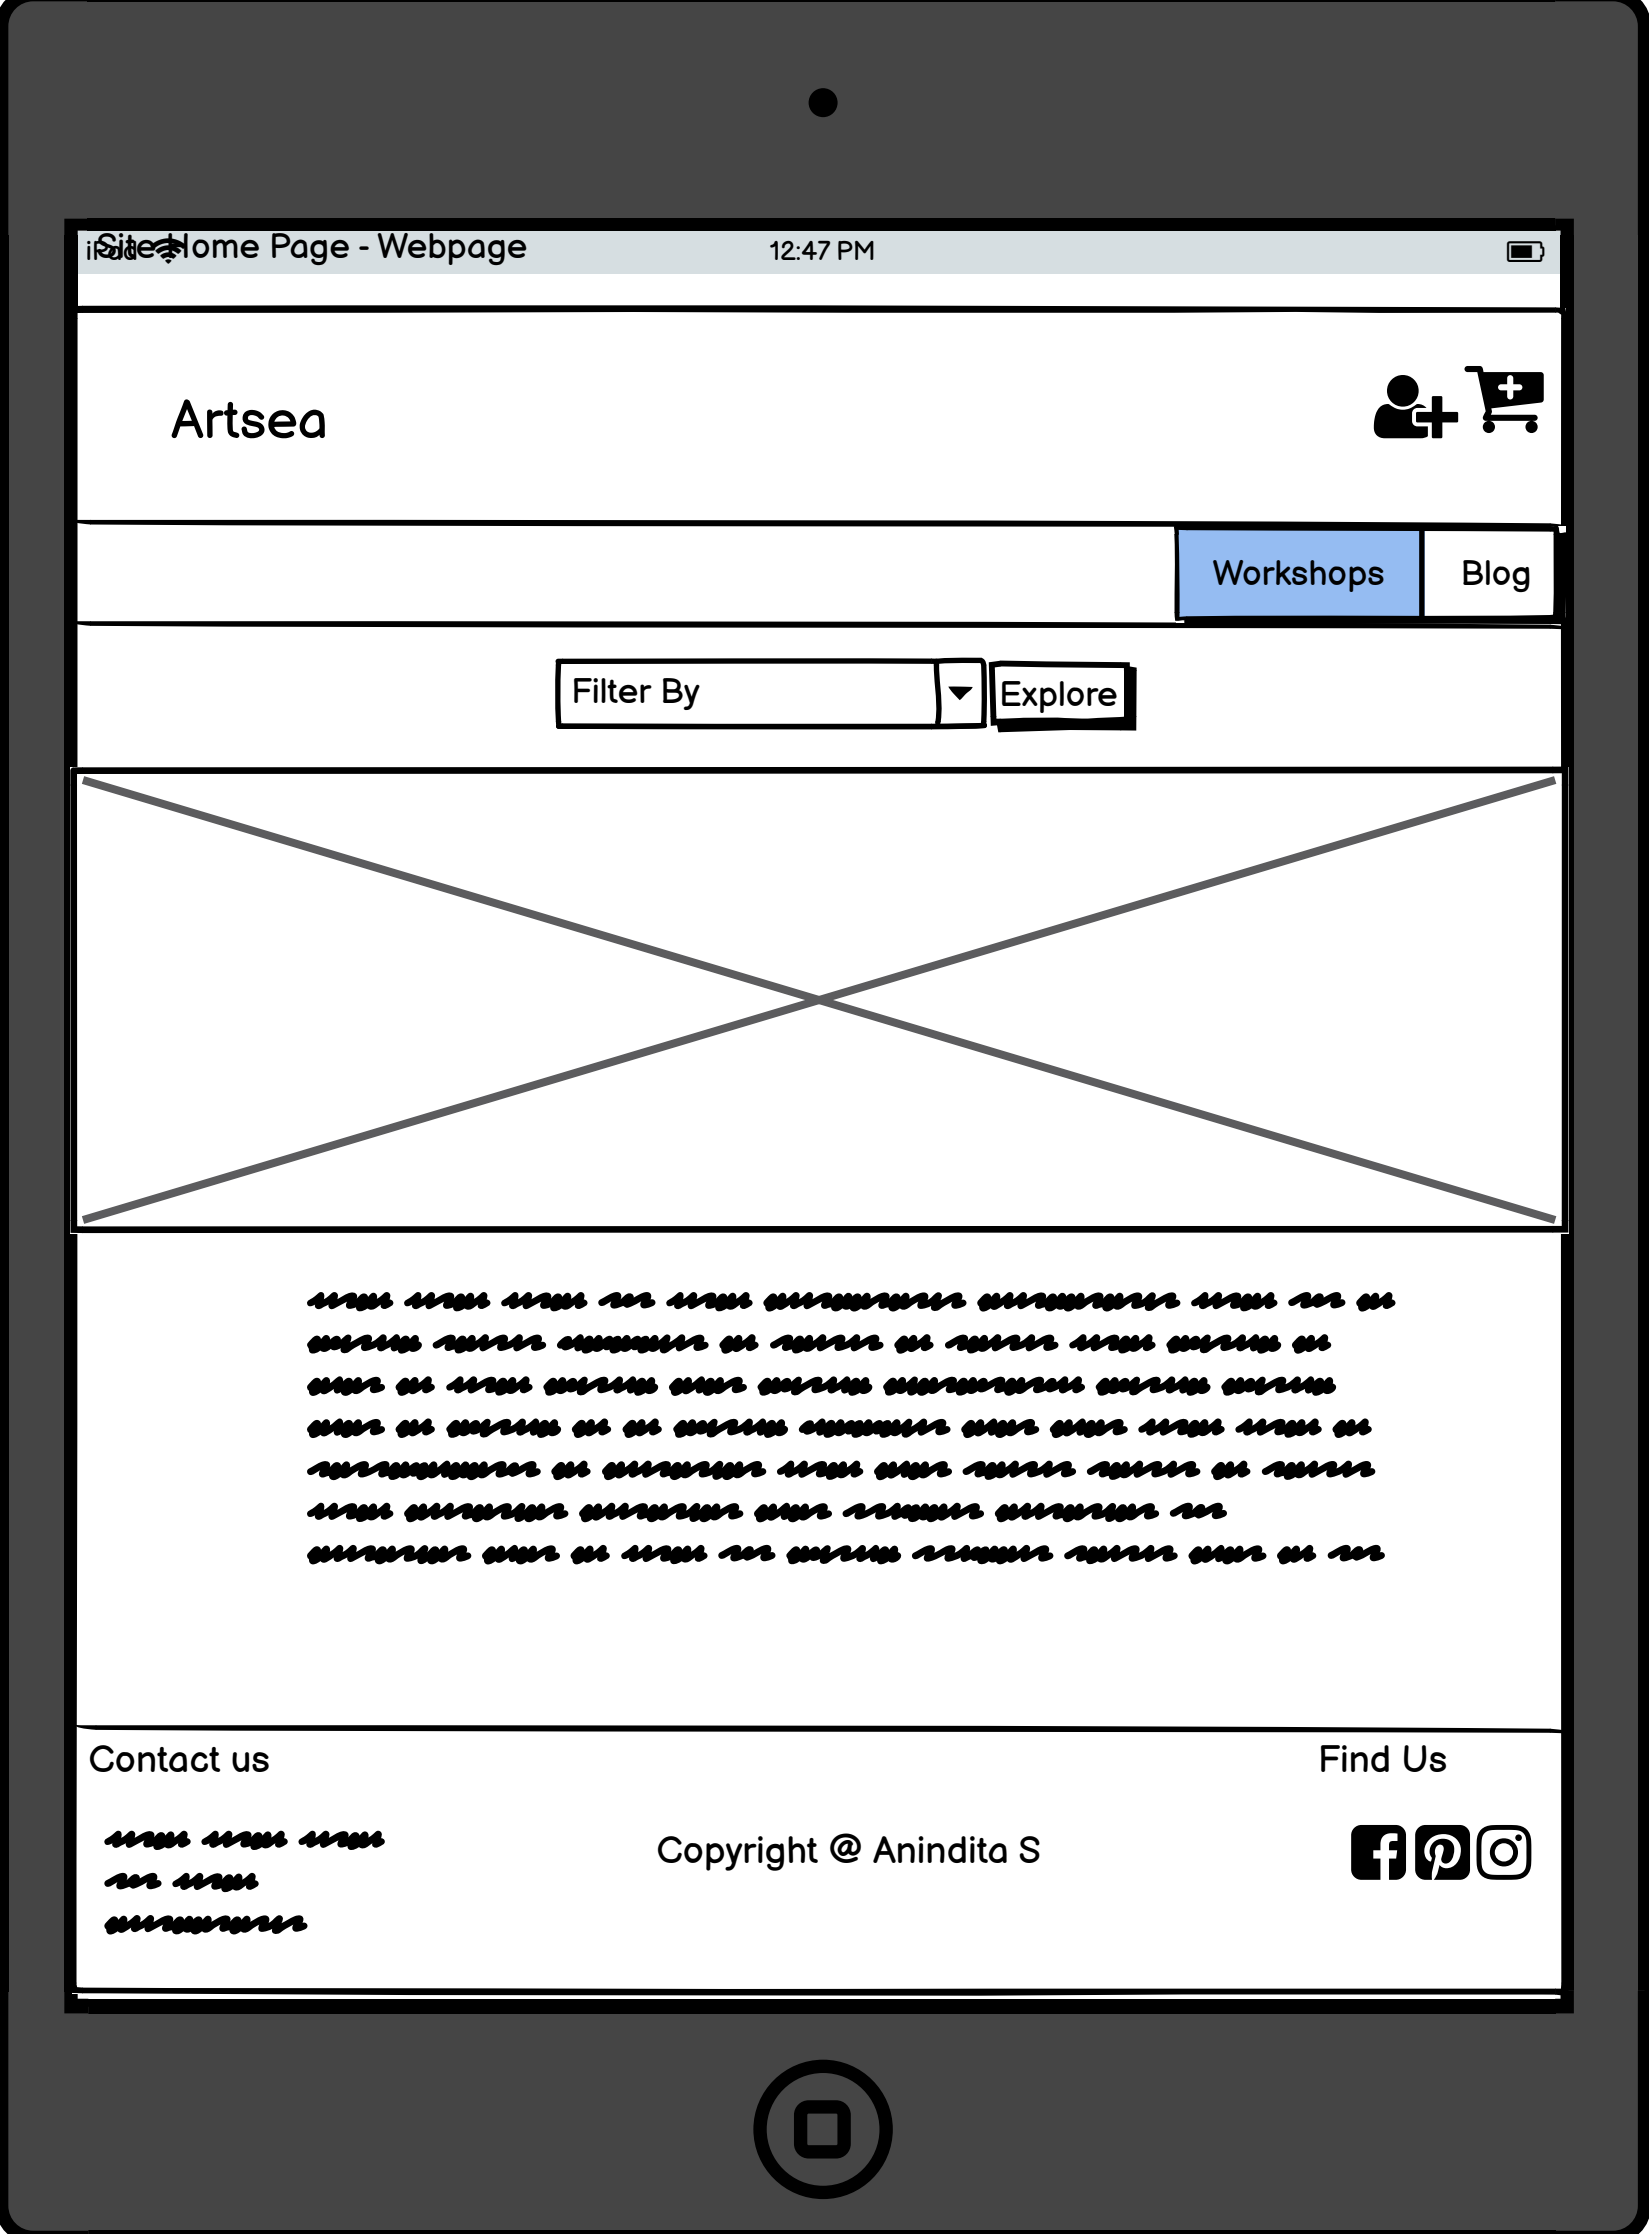 iPad
Site Home Page - Webpage
12:47 PM
Artsea
Workshops
Blog
Filter By
Explore
Contact us
Find Us
Copyright @ Anindita S